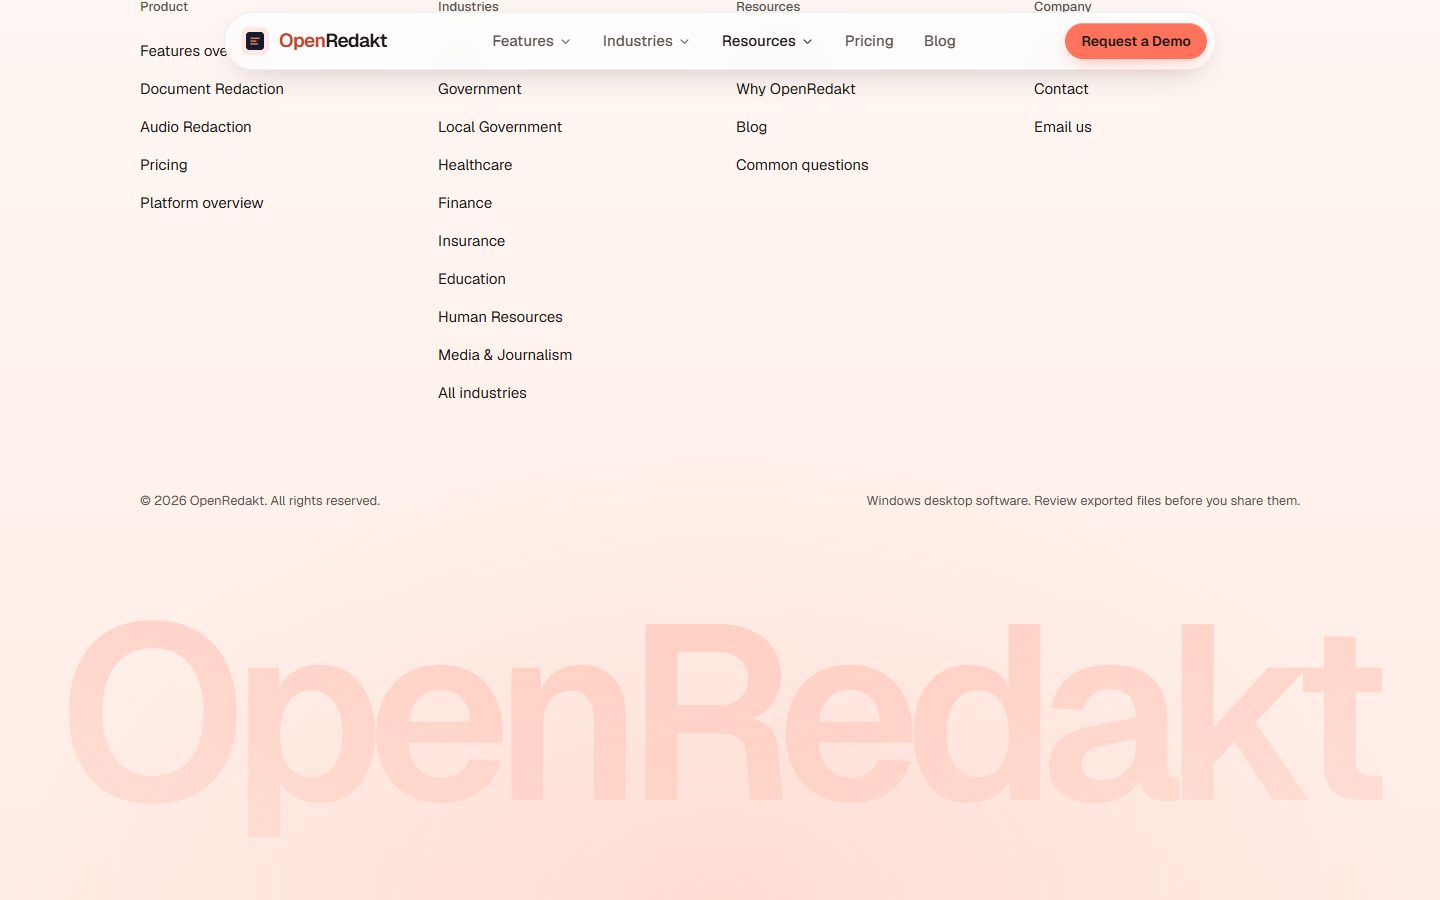 Product
Industries
Resources
Company
OpenRedakt
Features
Industries
Resources
Pricing
Blog
Request a Demo
Features ove
Document Redaction
Audio Redaction
Pricing
Platform overview
Government
Local Government
Healthcare
Finance
Insurance
Education
Human Resources
Media & Journalism
All industries
Why OpenRedakt
Blog
Common questions
Contact
Email us
© 2026 OpenRedakt. All rights reserved.
Windows desktop software. Review exported files before you share them.
OpenRedakt